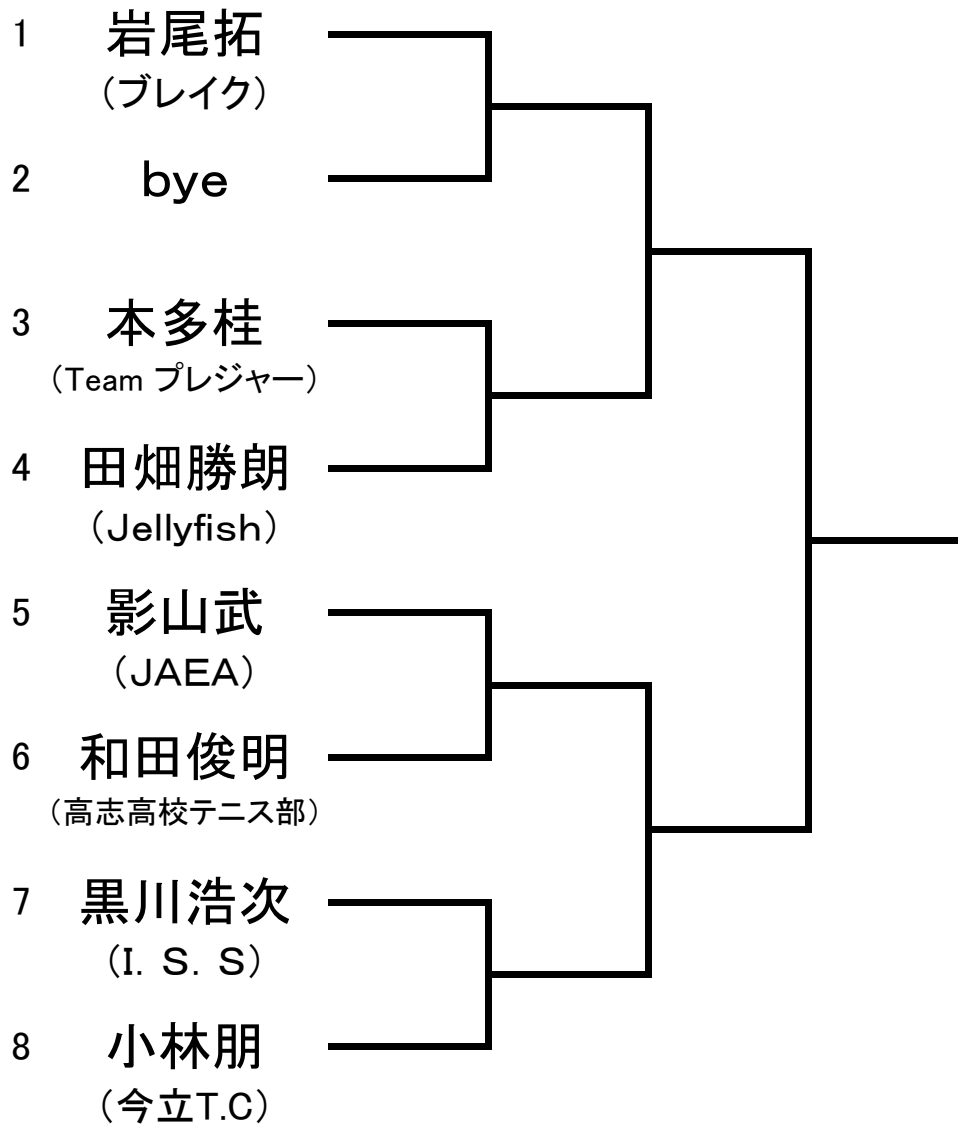 1 岩尾拓
（ブレイク）
2 bye
3 本多桂
（Team プレジャー）
4 田畑勝朗
（Jellyfish）
5 影山武
（JAEA）
6 和田俊明
（高志高校テニス部）
7 黒川浩次
（I．S．S）
8 小林朋
（今立T.C）